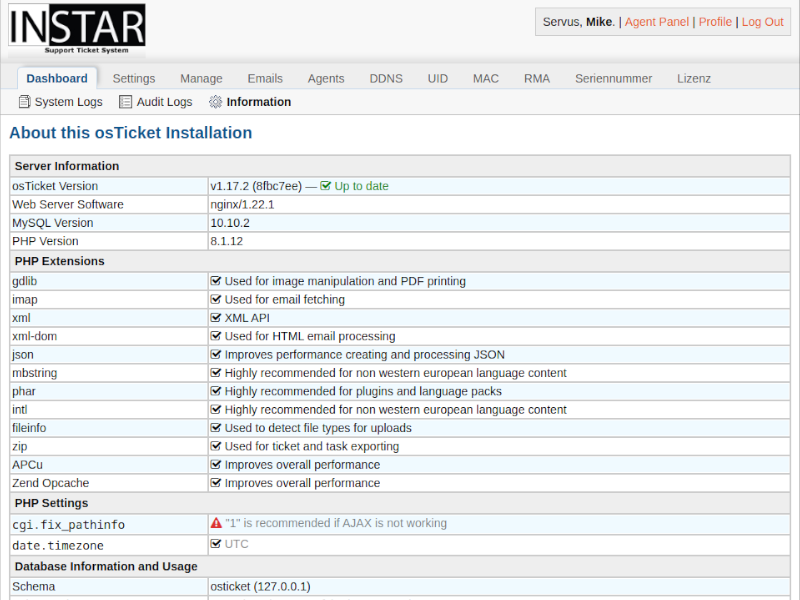 INSTAR
Support Ticket System
Servus, Mike. | Agent Panel | Profile | Log Out
Dashboard Settings Manage Emails Agents DDNS UID MAC RMA Seriennummer Lizenz
System Logs Audit Logs Information
About this osTicket Installation
Server Information
osTicket Version v1.17.2 (8fbc7ee) — Up to date
Web Server Software nginx/1.22.1
MySQL Version 10.10.2
PHP Version 8.1.12
PHP Extensions
gdlib Used for image manipulation and PDF printing
imap Used for email fetching
xml XML API
xml-dom Used for HTML email processing
json Improves performance creating and processing JSON
mbstring Highly recommended for non western european language content
phar Highly recommended for plugins and language packs
intl Highly recommended for non western european language content
fileinfo Used to detect file types for uploads
zip Used for ticket and task exporting
APCu Improves overall performance
Zend Opcache Improves overall performance
PHP Settings
cgi.fix_pathinfo "1" is recommended if AJAX is not working
date.timezone UTC
Database Information and Usage
Schema osticket (127.0.0.1)